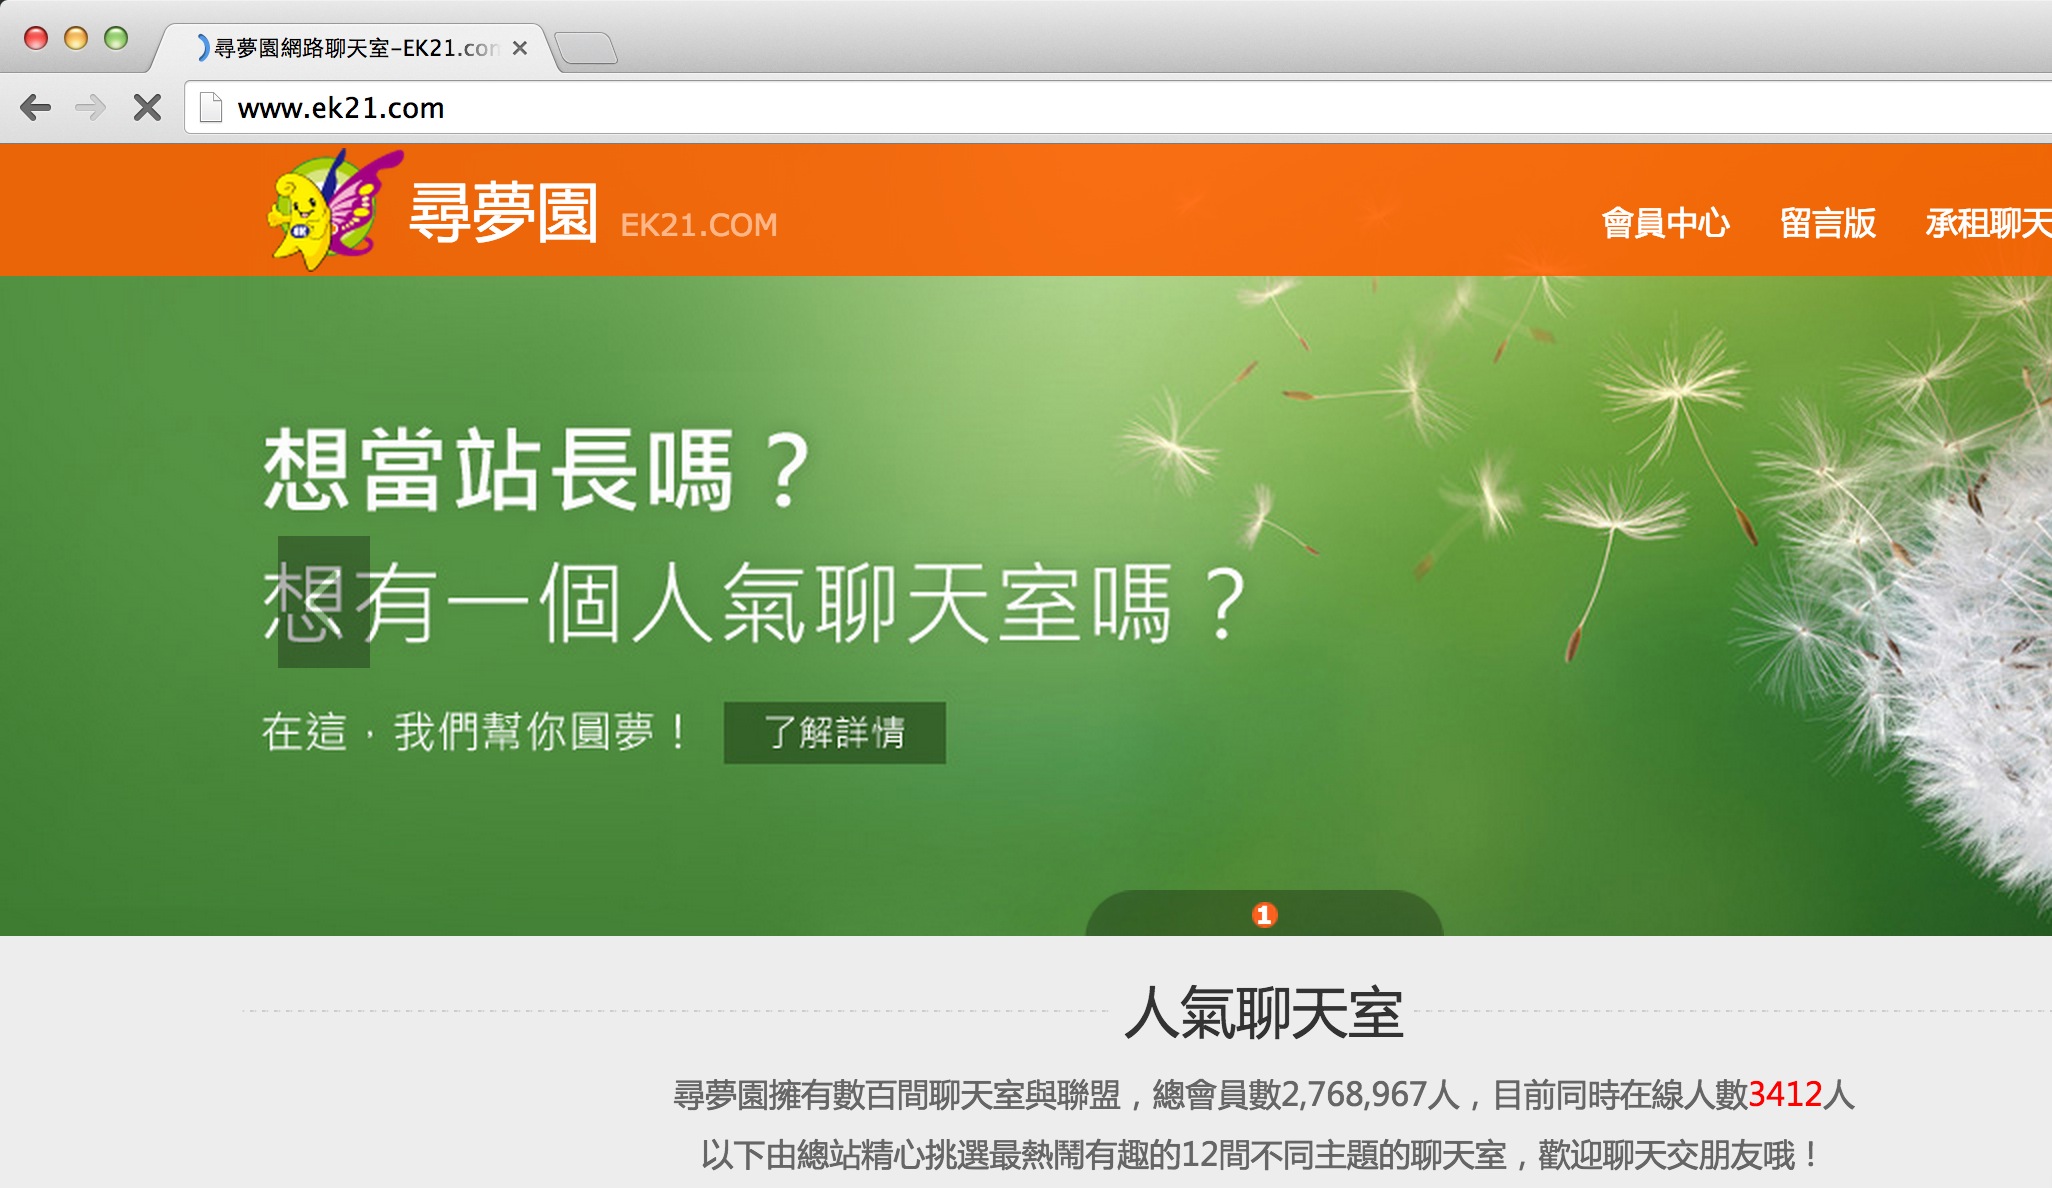 尋夢園網路聊天室-EK21.com
www.ek21.com
尋夢園 EK21.COM
會員中心 留言版 承租聊天
想當站長嗎？
想有一個人氣聊天室嗎？
在這，我們幫你圓夢！ 了解詳情
1
人氣聊天室
尋夢園擁有數百間聊天室與聯盟，總會員數2,768,967人，目前同時在線人數3412人
以下由總站精心挑選最熱鬧有趣的12間不同主題的聊天室，歡迎聊天交朋友哦！